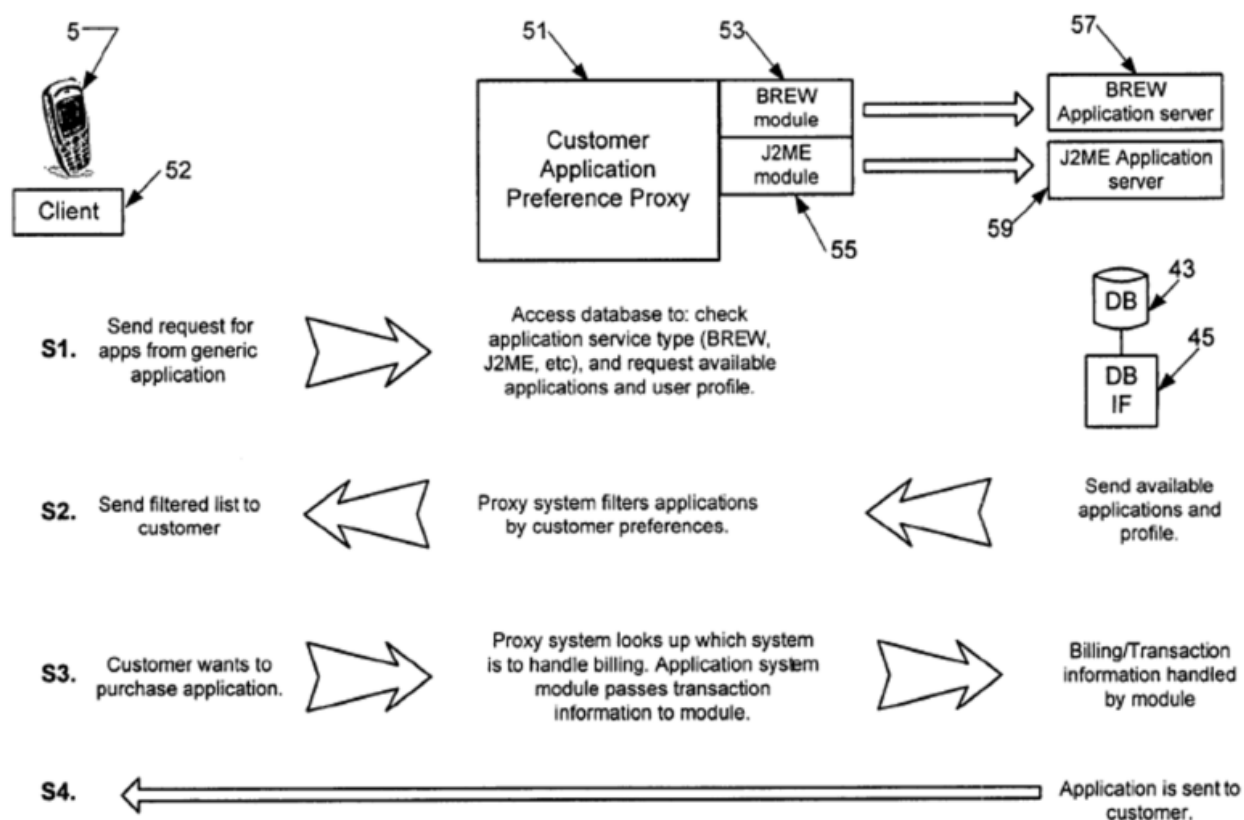 5
51
53
57
BREW
module
BREW
Application server
Customer
Application
Preference Proxy
J2ME
module
J2ME Application
server
52
Client
55
59
43
DB
45
DB
IF
S1.
Send request for
apps from generic
application
Access database to: check
application service type (BREW,
J2ME, etc), and request available
applications and user profile.
S2.
Send filtered list to
customer
Proxy system filters applications
by customer preferences.
Send available
applications and
profile.
S3.
Customer wants to
purchase application.
Proxy system looks up which system
is to handle billing. Application system
module passes transaction
information to module.
Billing/Transaction
information handled
by module
S4.
Application is sent to
customer.